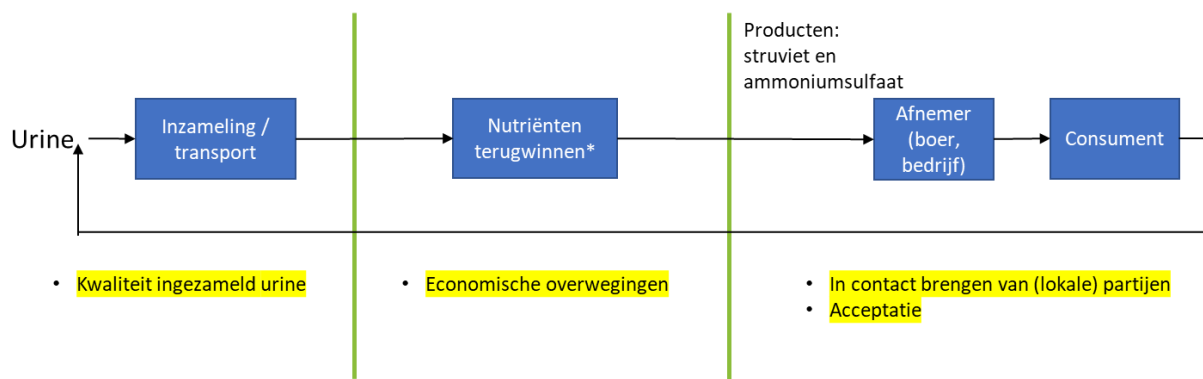 Producten:
struviet en
ammoniumsulfaat
Urine
Inzameling /
transport
Nutriënten
terugwinnen*
Afnemer
(boer,
bedrijf)
Consument
• Kwaliteit ingezameld urine
• Economische overwegingen
• In contact brengen van (lokale) partijen
• Acceptatie